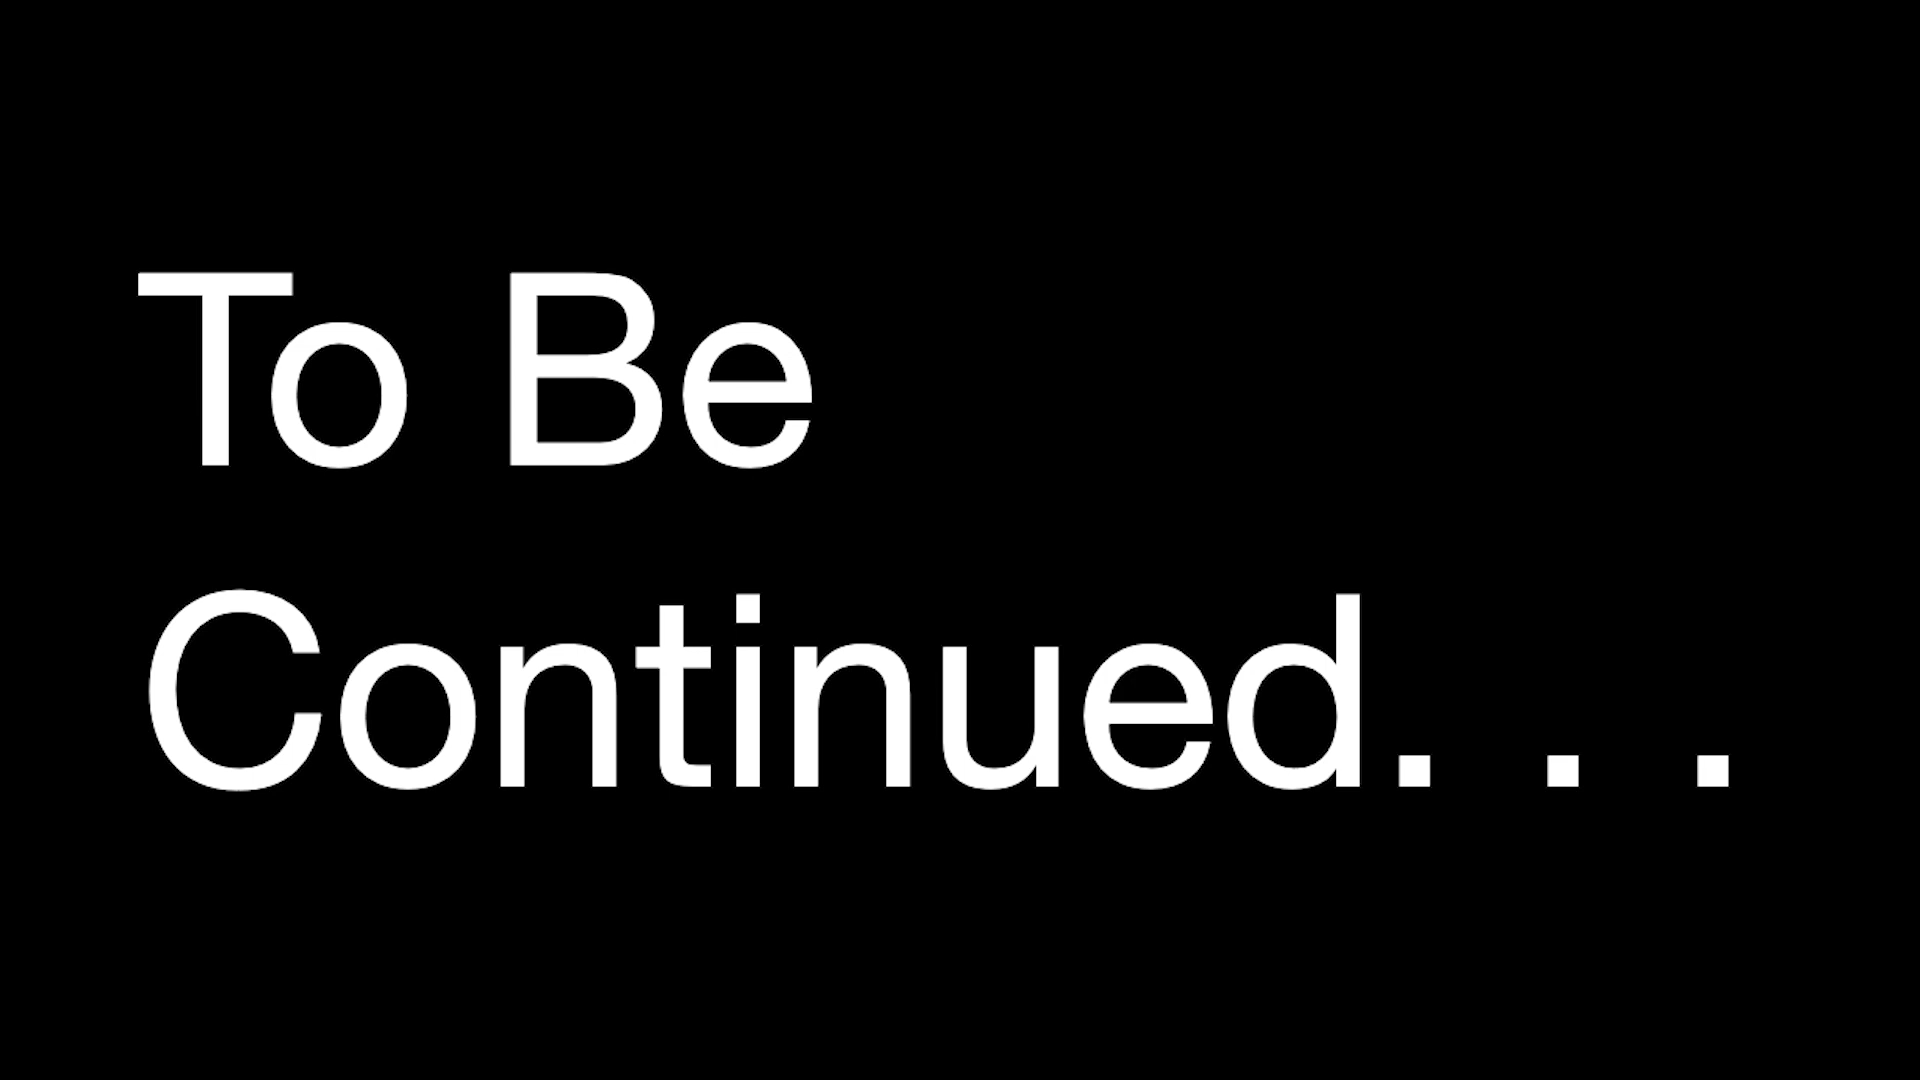 To Be
Continued. . .